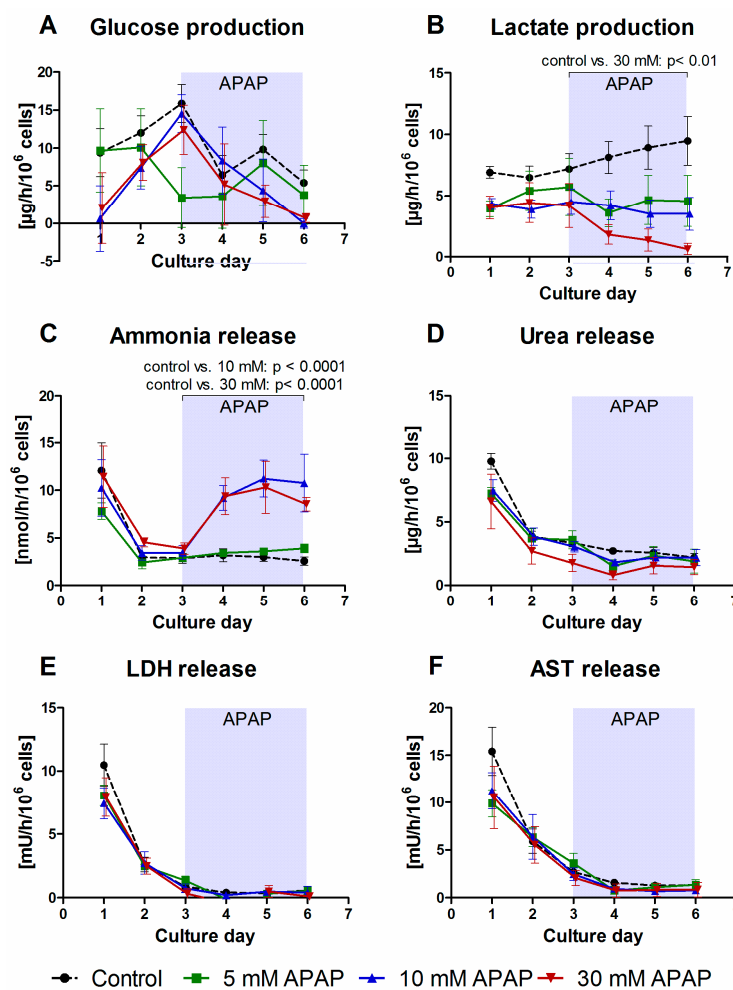 A Glucose production
APAP
[µg/h/10⁶ cells]
20
15
10
5
0
-5
1 2 3 4 5 6 7
Culture day
B Lactate production
control vs. 30 mM: p< 0.01
APAP
[µg/h/10⁶ cells]
15
10
5
0
0 1 2 3 4 5 6 7
Culture day
C Ammonia release
control vs. 10 mM: p < 0.0001
control vs. 30 mM: p< 0.0001
APAP
[nmol/h/10⁶ cells]
20
15
10
5
0
0 1 2 3 4 5 6 7
Culture day
D Urea release
APAP
[µg/h/10⁶ cells]
15
10
5
0
0 1 2 3 4 5 6 7
Culture day
E LDH release
APAP
[mU/h/10⁶ cells]
15
10
5
0
0 1 2 3 4 5 6 7
Culture day
F AST release
APAP
[mU/h/10⁶ cells]
20
15
10
5
0
0 1 2 3 4 5 6 7
Culture day
Control 5 mM APAP 10 mM APAP 30 mM APAP